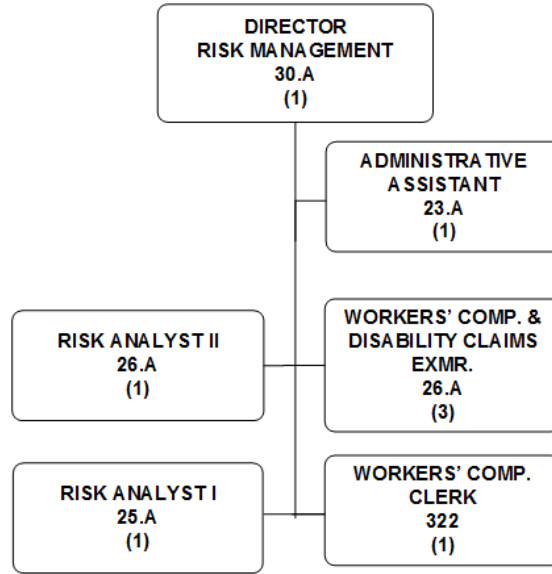 DIRECTOR
RISK MANAGEMENT
30.A
(1)
ADMINISTRATIVE
ASSISTANT
23.A
(1)
RISK ANALYST II
26.A
(1)
WORKERS’ COMP. &
DISABILITY CLAIMS
EXMR.
26.A
(3)
RISK ANALYST I
25.A
(1)
WORKERS’ COMP.
CLERK
322
(1)